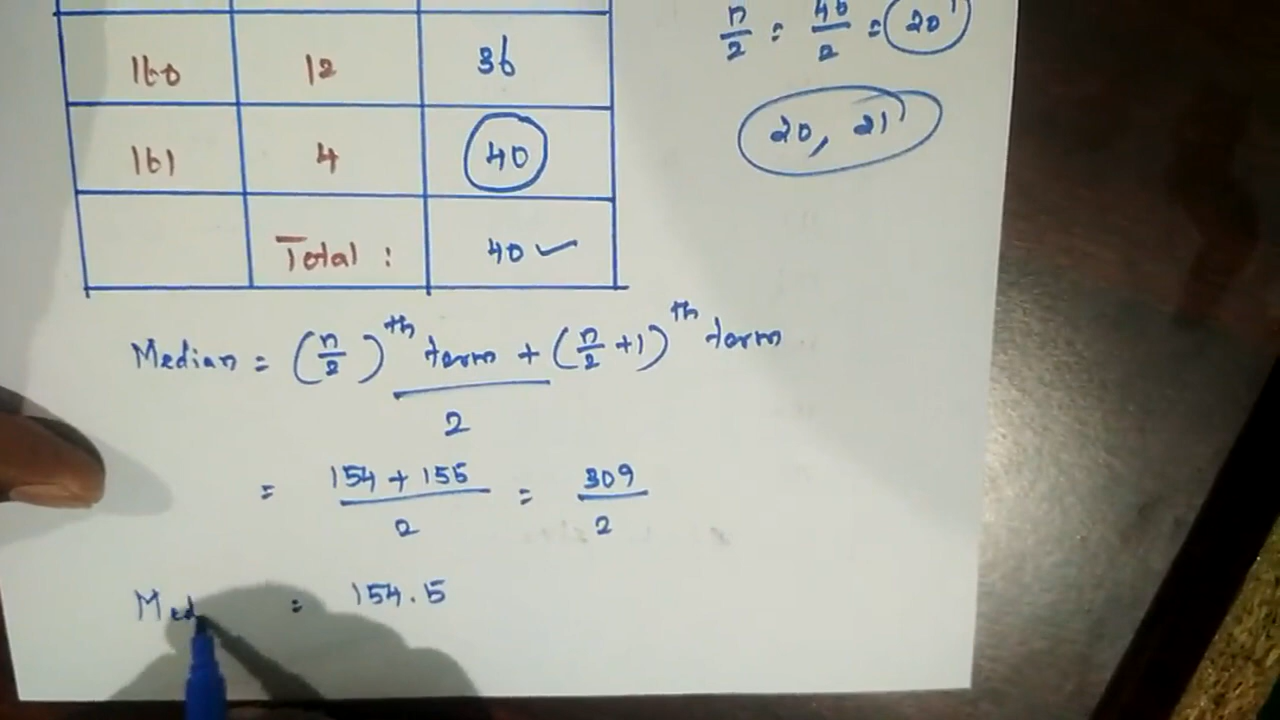 n/2 = 40/2 = 20
160 12 36
161 4 40
20, 21
Total : 40 ✓
Median = (n/2)th term + (n/2 +1)th term
2
= 154 + 155 / 2 = 309 / 2
Med = 154.5